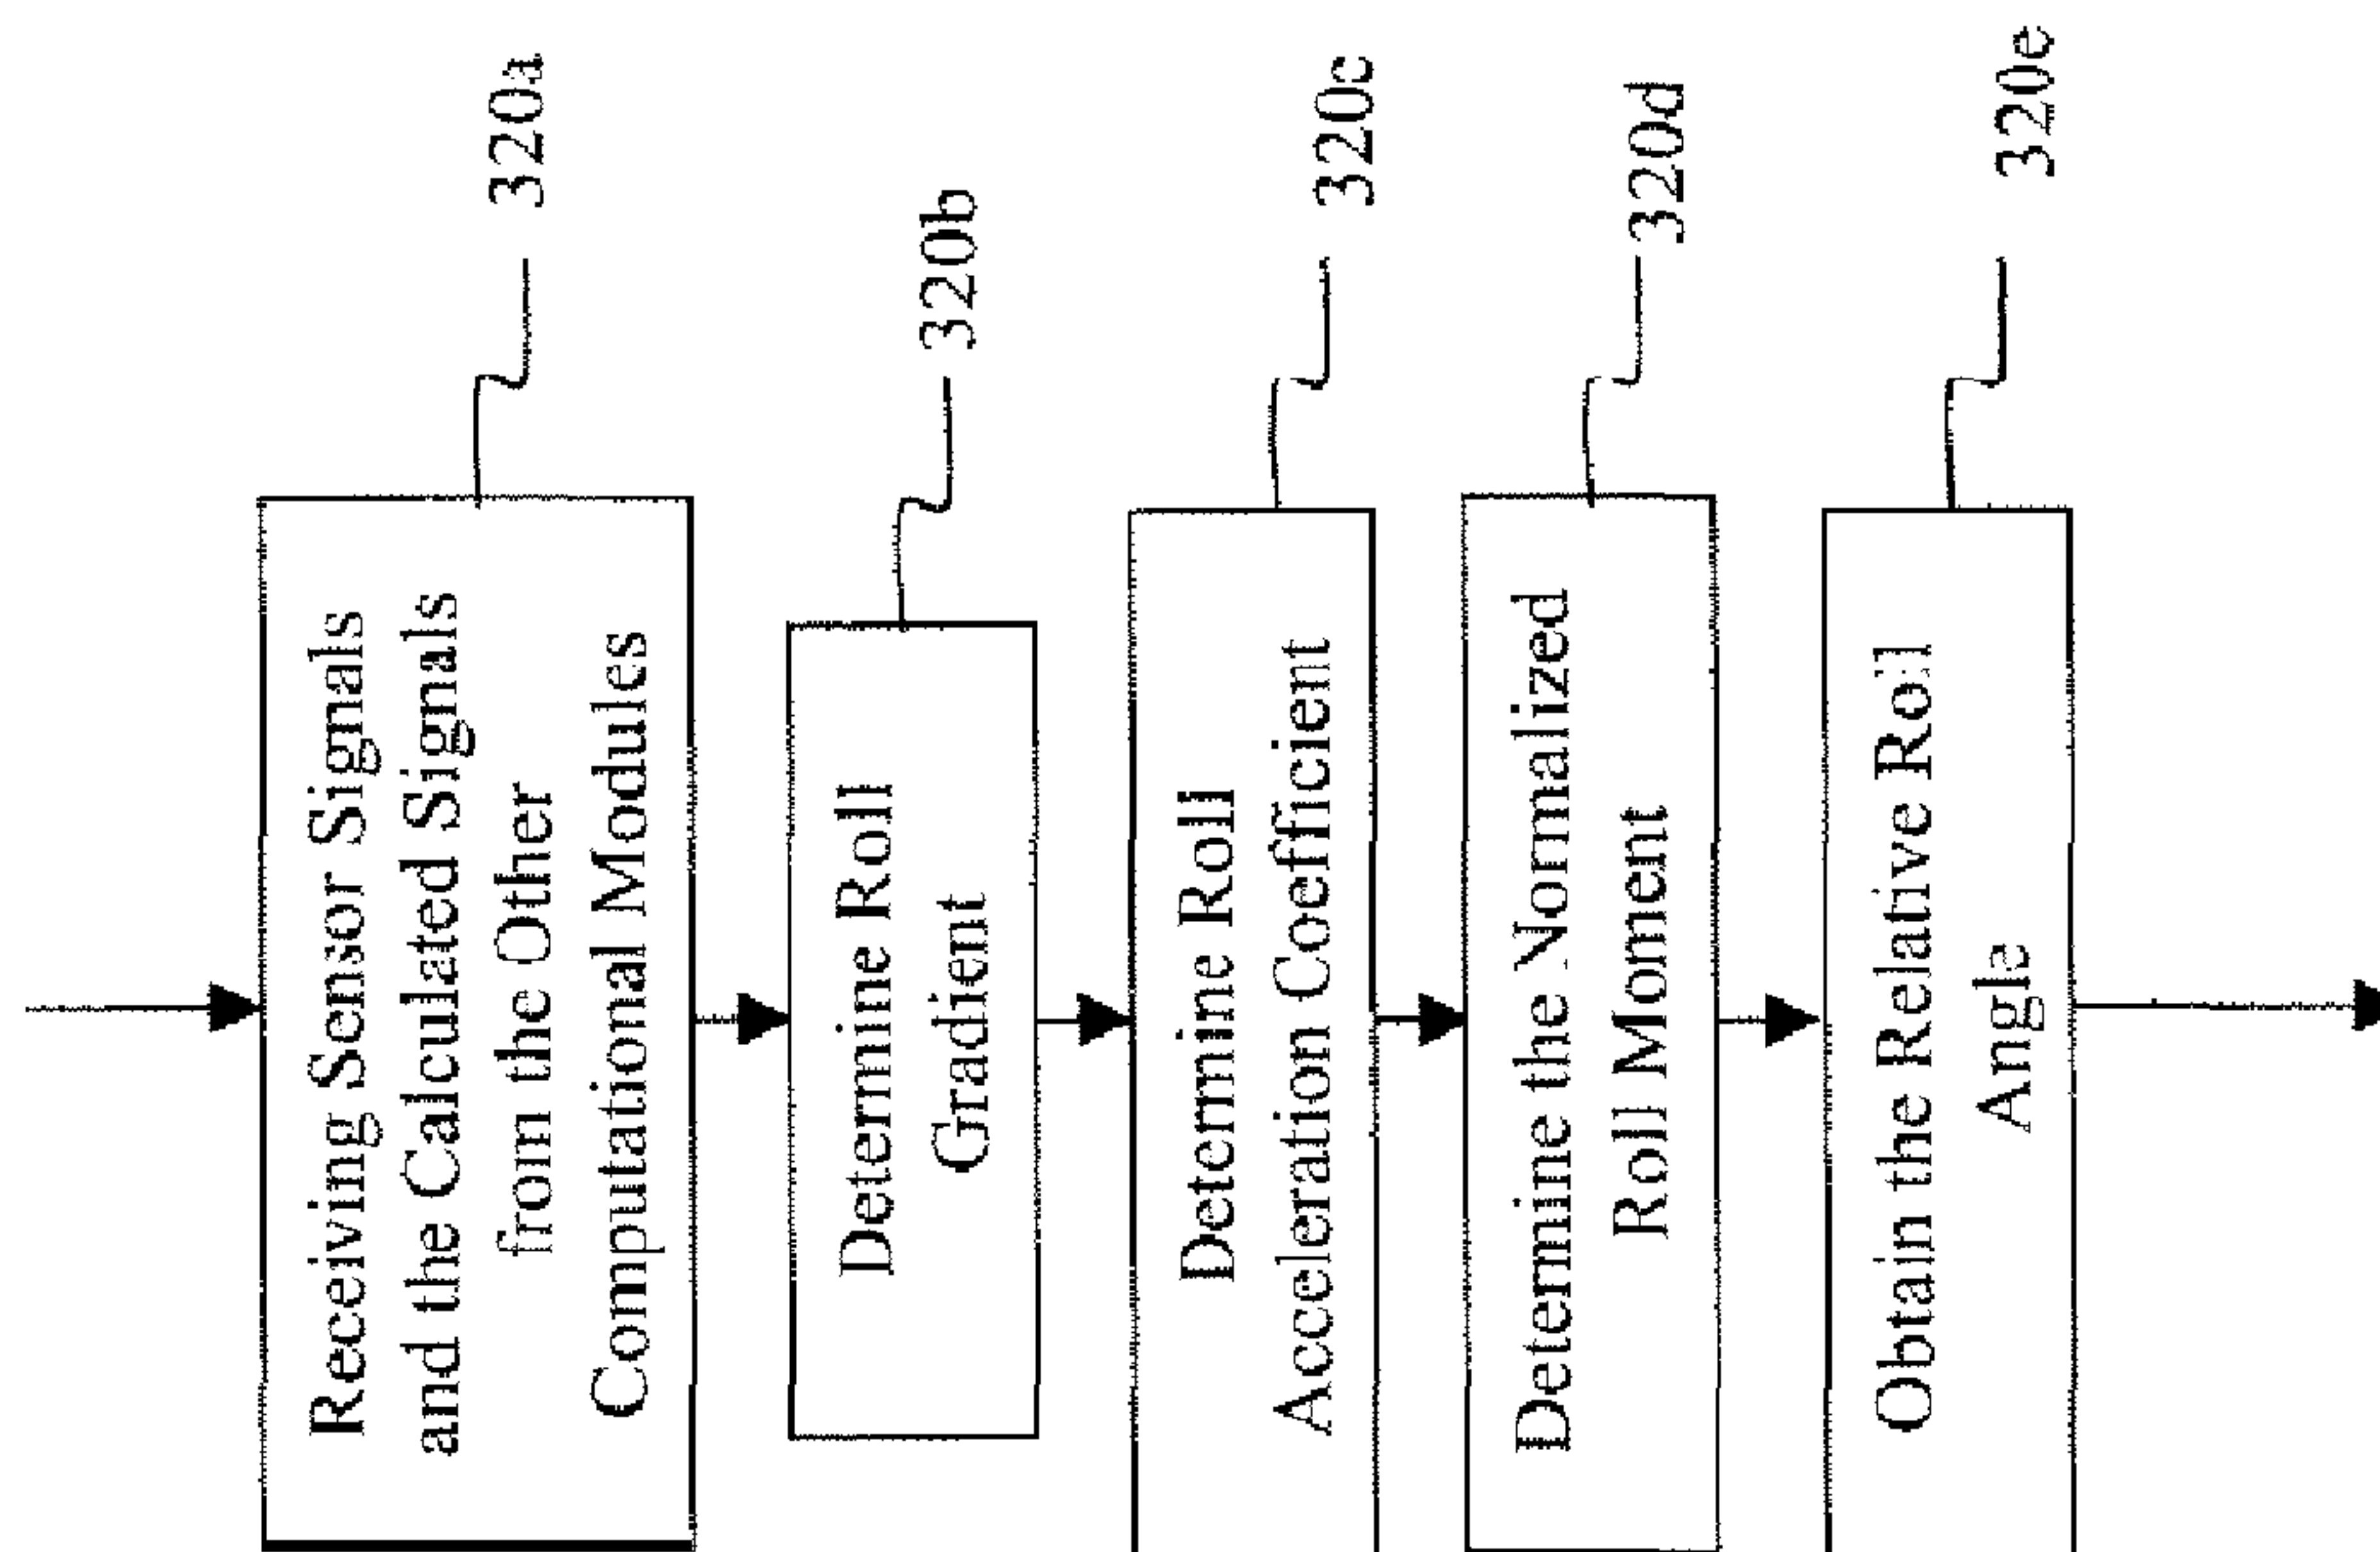 Receiving Sensor Signals
and the Calculated Signals
from the Other
Computational Modules
320a
Determine Roll
Gradient
320b
Determine Roll
Acceleration Coefficient
320c
Determine the Normalized
Roll Moment
320d
Obtain the Relative Roll
Angle
320e